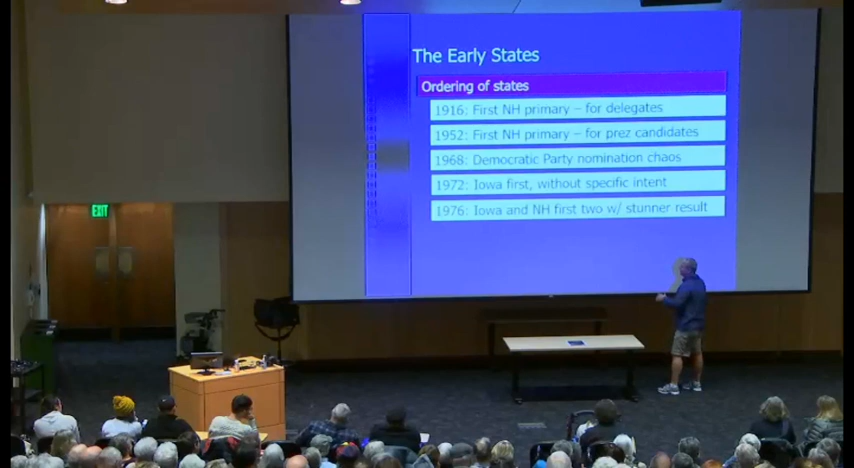 The Early States
Ordering of states
1916: First NH primary – for delegates
1952: First NH primary – for prez candidates
1968: Democratic Party nomination chaos
1972: Iowa first, without specific intent
1976: Iowa and NH first two w/ stunner result
EXIT